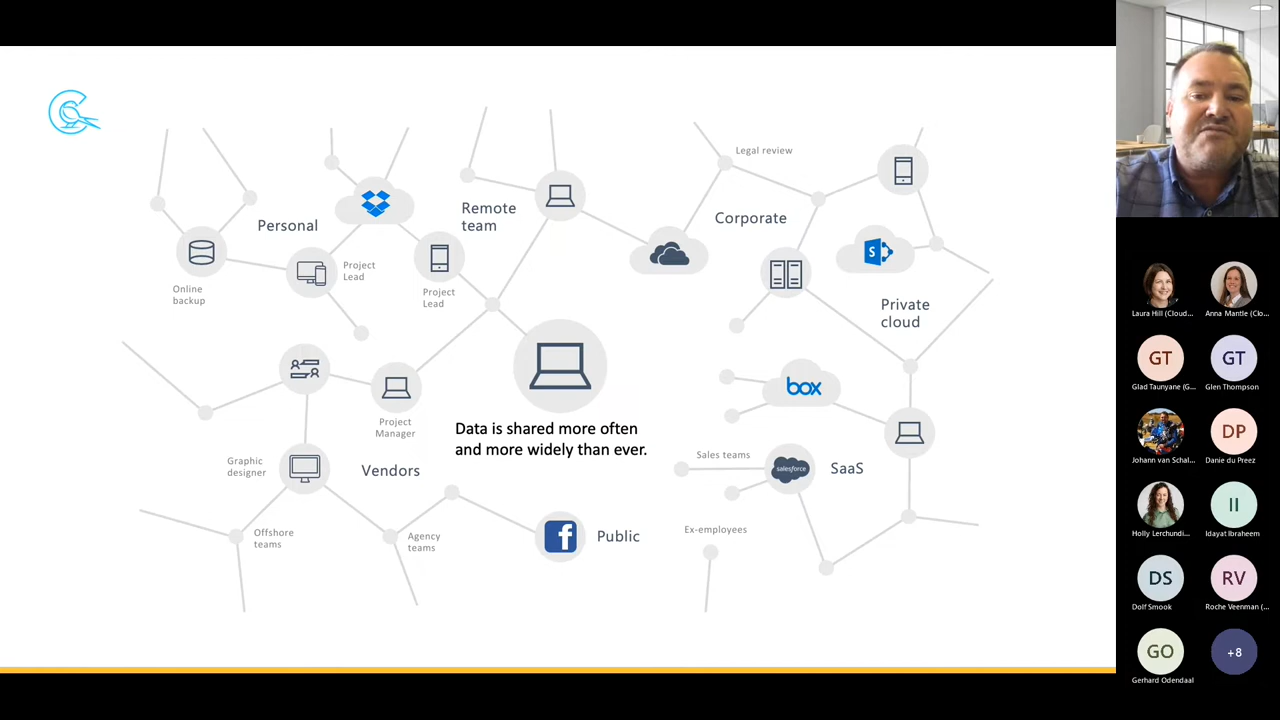 Legal review
Personal
Remote
team
Corporate
Project
Lead
Online
backup
Project
Lead
S
Private
cloud
box
Project
Manager
Data is shared more often
and more widely than ever.
Graphic
designer
Vendors
Sales teams
salesforce
SaaS
Offshore
teams
Agency
teams
f
Public
Ex-employees
Laura Hill (Cloud...
Anna Mantle (Clo...
GT
GT
Glad Taunyane (G...
Glen Thompson
DP
Johann van Schal...
Danie du Preez
II
Holly Lerchundi...
Idayat Ibraheem
DS
RV
Dolf Smook
Roche Veenman (...
GO
+8
Gerhard Odendaal